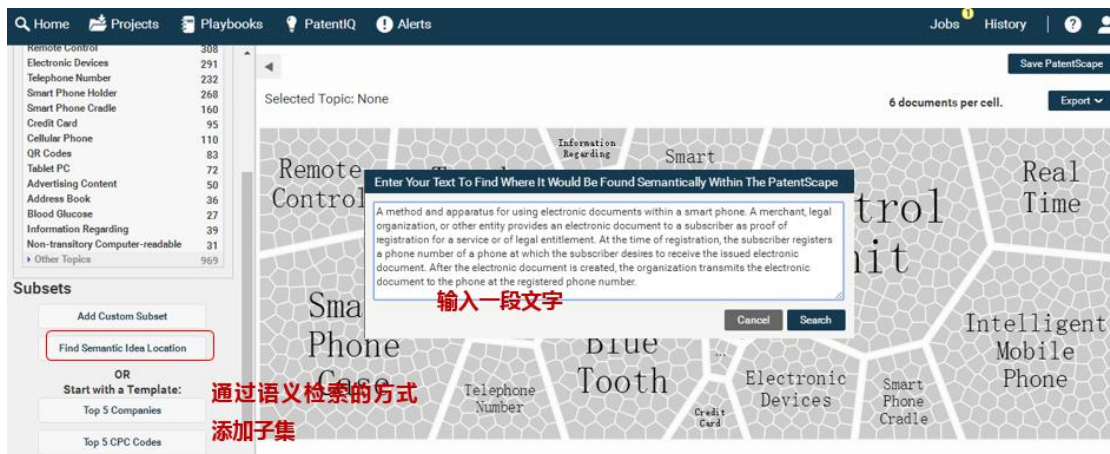 Home Projects Playbooks PatentIQ Alerts Jobs 1 History ?
Remote Control 308
Electronic Devices 291
Telephone Number 232
Smart Phone Holder 268
Smart Phone Cradle 160
Credit Card 95
Cellular Phone 110
QR Codes 83
Tablet PC 72
Advertising Content 50
Address Book 36
Blood Glucose 27
Information Regarding 39
Non-transitory Computer-readable 31
Other Topics 969
Subsets
Add Custom Subset
Find Semantic Idea Location
OR
Start with a Template:
Top 5 Companies
Top 5 CPC Codes
通过语义检索的方式
添加子集
Save PatentScape
Selected Topic: None
6 documents per cell.
Export
Remote
Control
Information
Regarding
Smart
Real
Time
Enter Your Text To Find Where It Would Be Found Semantically Within The PatentScape
A method and apparatus for using electronic documents within a smart phone. A merchant, legal
organization, or other entity provides an electronic document to a subscriber as proof of
registration for a service or of legal entitlement. At the time of registration, the subscriber registers
a phone number of a phone at which the subscriber desires to receive the issued electronic
document. After the electronic document is created, the organization transmits the electronic
document to the phone at the registered phone number.
输入一段文字
Cancel Search
trol
it
Sma
Phone
Case
Blue
Tooth
...
Telephone
Number
Credit
Card
Electronic
Devices
Smart
Phone
Cradle
Intelligent
Mobile
Phone